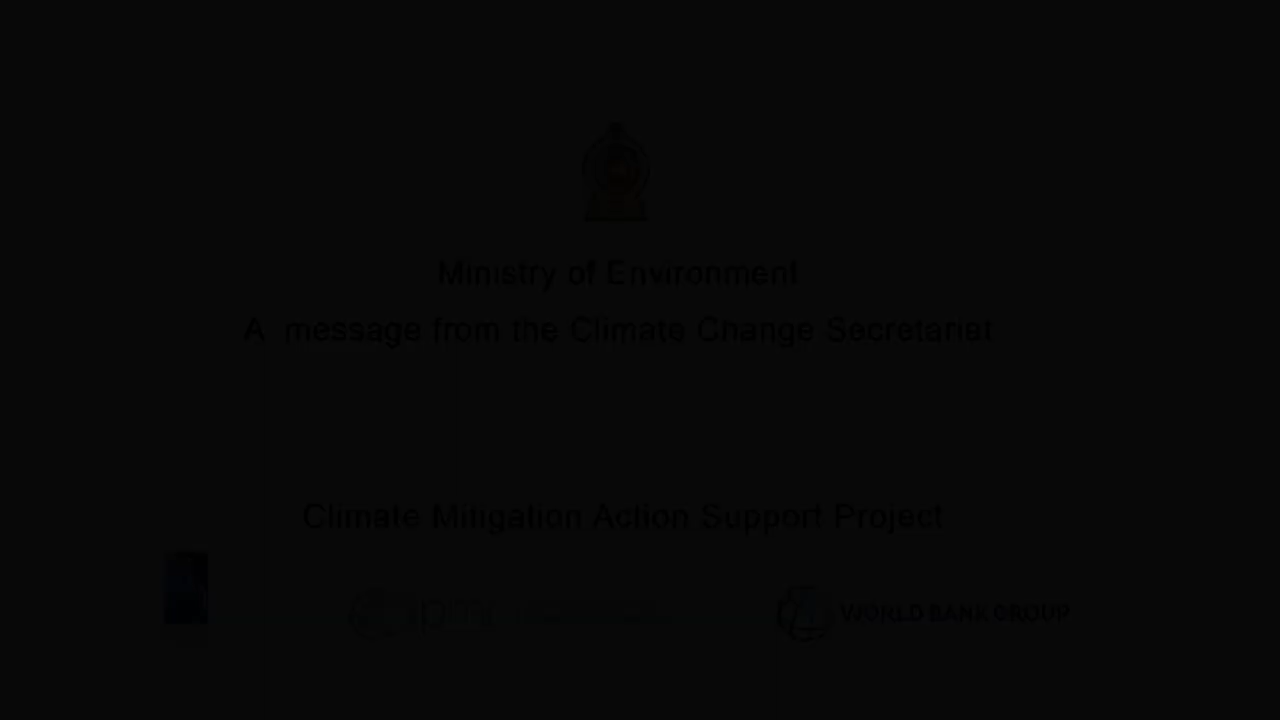 Ministry of Environment
A message from the Climate Change Secretariat
Climate Mitigation Action Support Project
WORLD BANK GROUP